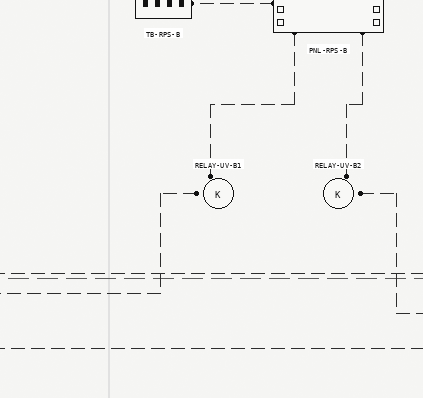 TB-RPS-B
PNL-RPS-B
RELAY-UV-B1
RELAY-UV-B2
K
K